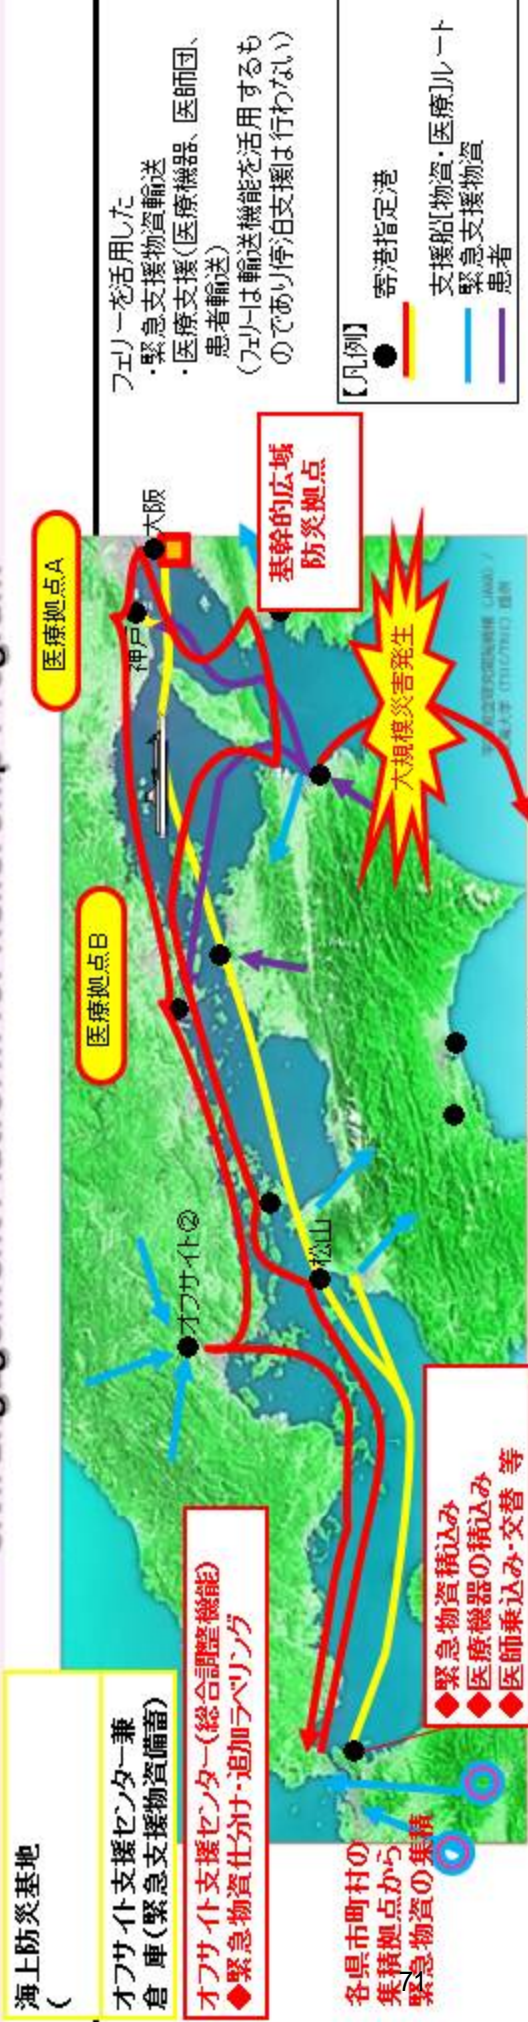 海上防災基地
(
オフサイト支援センター兼
倉 庫(緊急支援物資備蓄)
オフサイト支援センター(総合調整機能)
◆緊急物資仕分け・追加ラベリング
各県市町村の
集積拠点から
緊急物資の集積
◆緊急物資積込み
◆医療機器の積込み
◆医師乗込み・交替 等
オフサイト②
松山
医療拠点B
医療拠点A
神戸
大阪
基幹的広域
防災拠点
大規模災害発生
フェリーを活用した
・緊急支援物資輸送
・医療支援(医療機器、医師団、
患者輸送)
(フェリーは輸送機能を活用するも
のであり停泊支援は行わない)
【凡例】
寄港指定港
支援船[物資・医療]ルート
緊急支援物資
患者
71